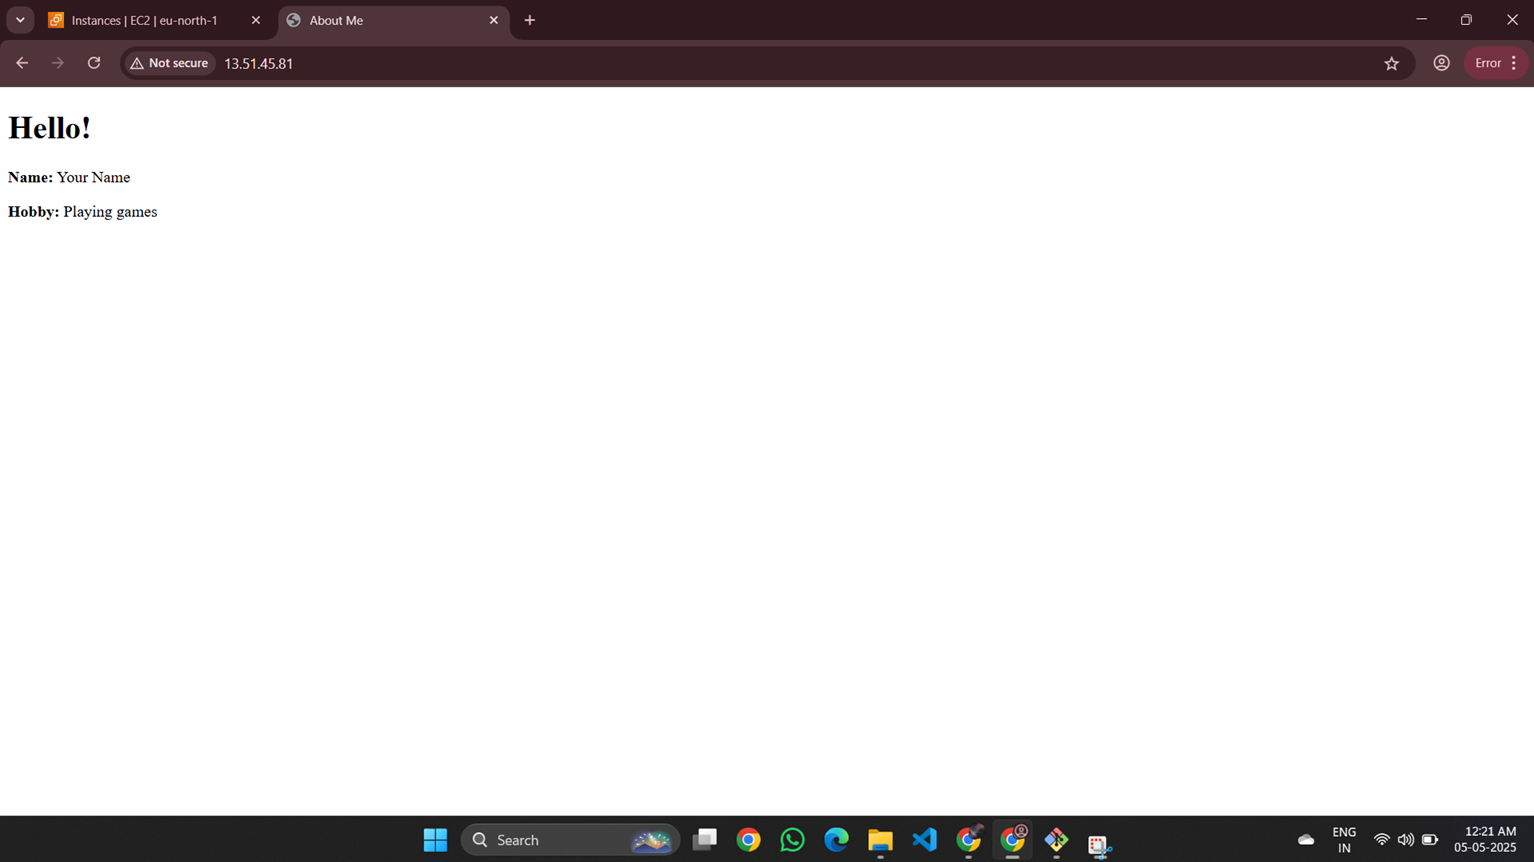 Instances | EC2 | eu-north-1
About Me
Not secure
13.51.45.81
Error
Hello!
Name: Your Name
Hobby: Playing games
Search
ENG
IN
12:21 AM
05-05-2025